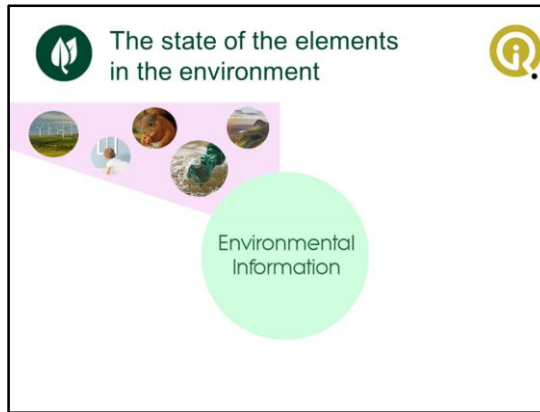 The state of the elements
in the environment
Environmental
Information